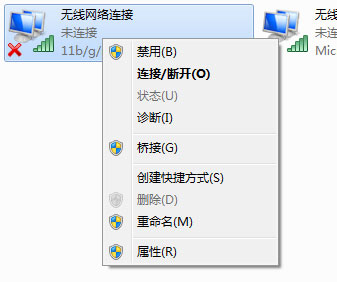 无线网络连接
未连接
11b/g/
无线
未连
Mic
禁用(B)
连接/断开(O)
状态(U)
诊断(I)
桥接(G)
创建快捷方式(S)
删除(D)
重命名(M)
属性(R)